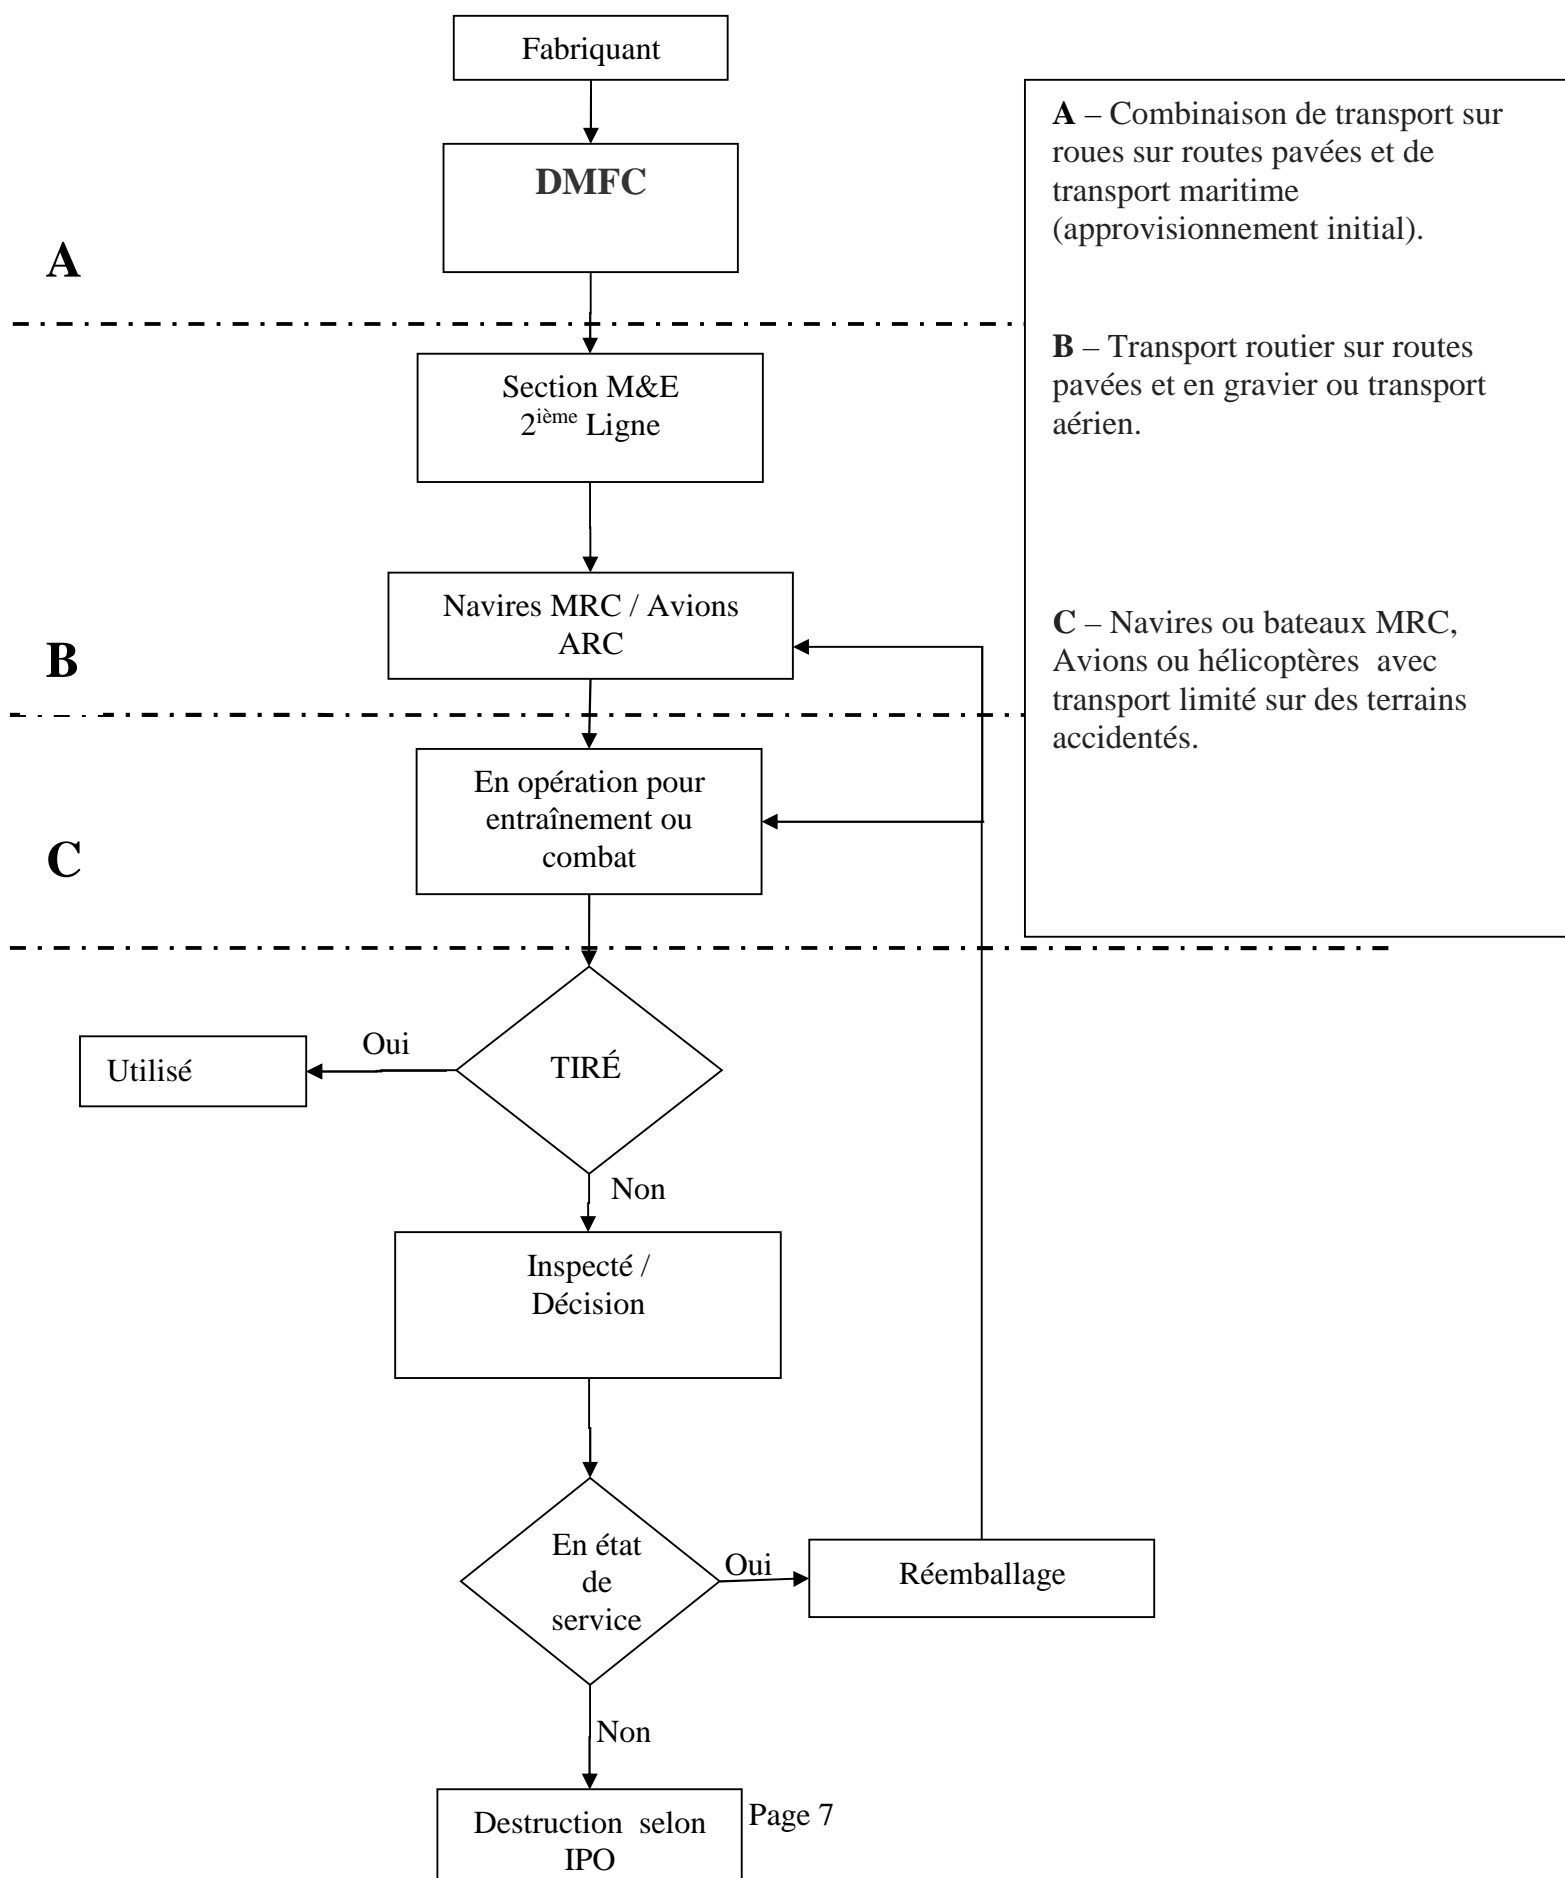 Fabriquant
DMFC
A
Section M&E
2ième Ligne
Navires MRC / Avions
ARC
B
En opération pour
entraînement ou
combat
C
A – Combinaison de transport sur
roues sur routes pavées et de
transport maritime
(approvisionnement initial).
B – Transport routier sur routes
pavées et en gravier ou transport
aérien.
C – Navires ou bateaux MRC,
Avions ou hélicoptères  avec
transport limité sur des terrains
accidentés.
Oui
Utilisé
TIRÉ
Non
Inspecté /
Décision
En état
de
service
Oui
Réemballage
Non
Destruction  selon
IPO
Page 7